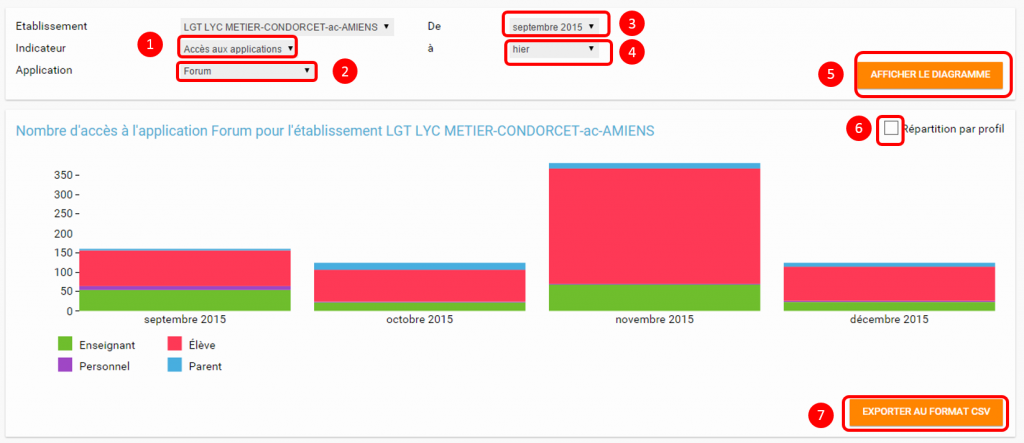 Etablissement LGT LYC METIER-CONDORCET-ac-AMIENS De septembre 2015 3
Indicateur 1 Accès aux applications à hier 4
Application Forum 2
5 AFFICHER LE DIAGRAMME
Nombre d'accès à l'application Forum pour l'établissement LGT LYC METIER-CONDORCET-ac-AMIENS
6 Répartition par profil
350
300
250
200
150
100
50
0
septembre 2015 octobre 2015 novembre 2015 décembre 2015
Enseignant Élève
Personnel Parent
7 EXPORTER AU FORMAT CSV